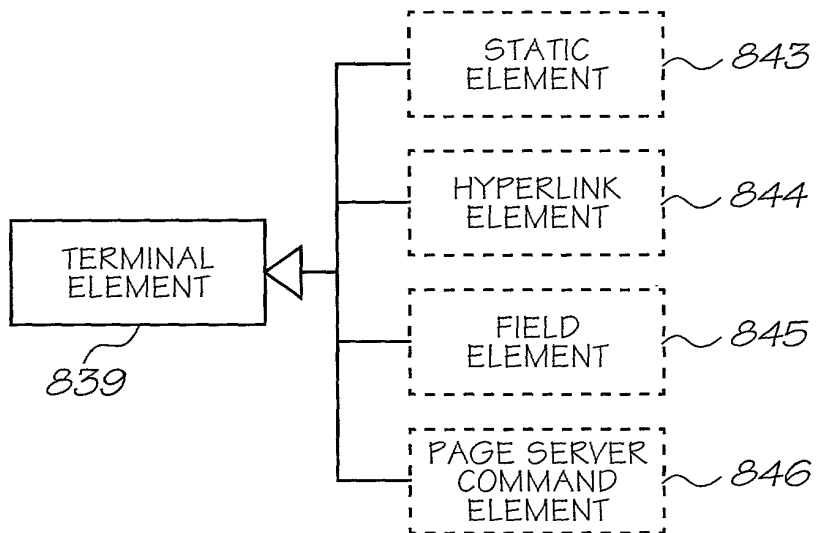 STATIC
ELEMENT
843
HYPERLINK
ELEMENT
844
TERMINAL
ELEMENT
839
FIELD
ELEMENT
845
PAGE SERVER
COMMAND
ELEMENT
846